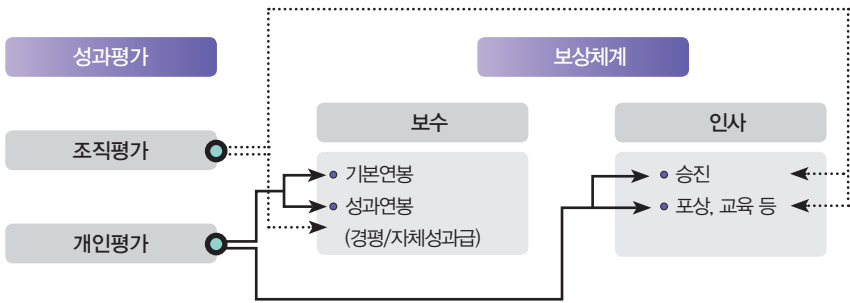 성과평가
보상체계
조직평가
개인평가
보수
• 기본연봉
• 성과연봉
(경평/자체성과급)
인사
• 승진
• 포상, 교육 등